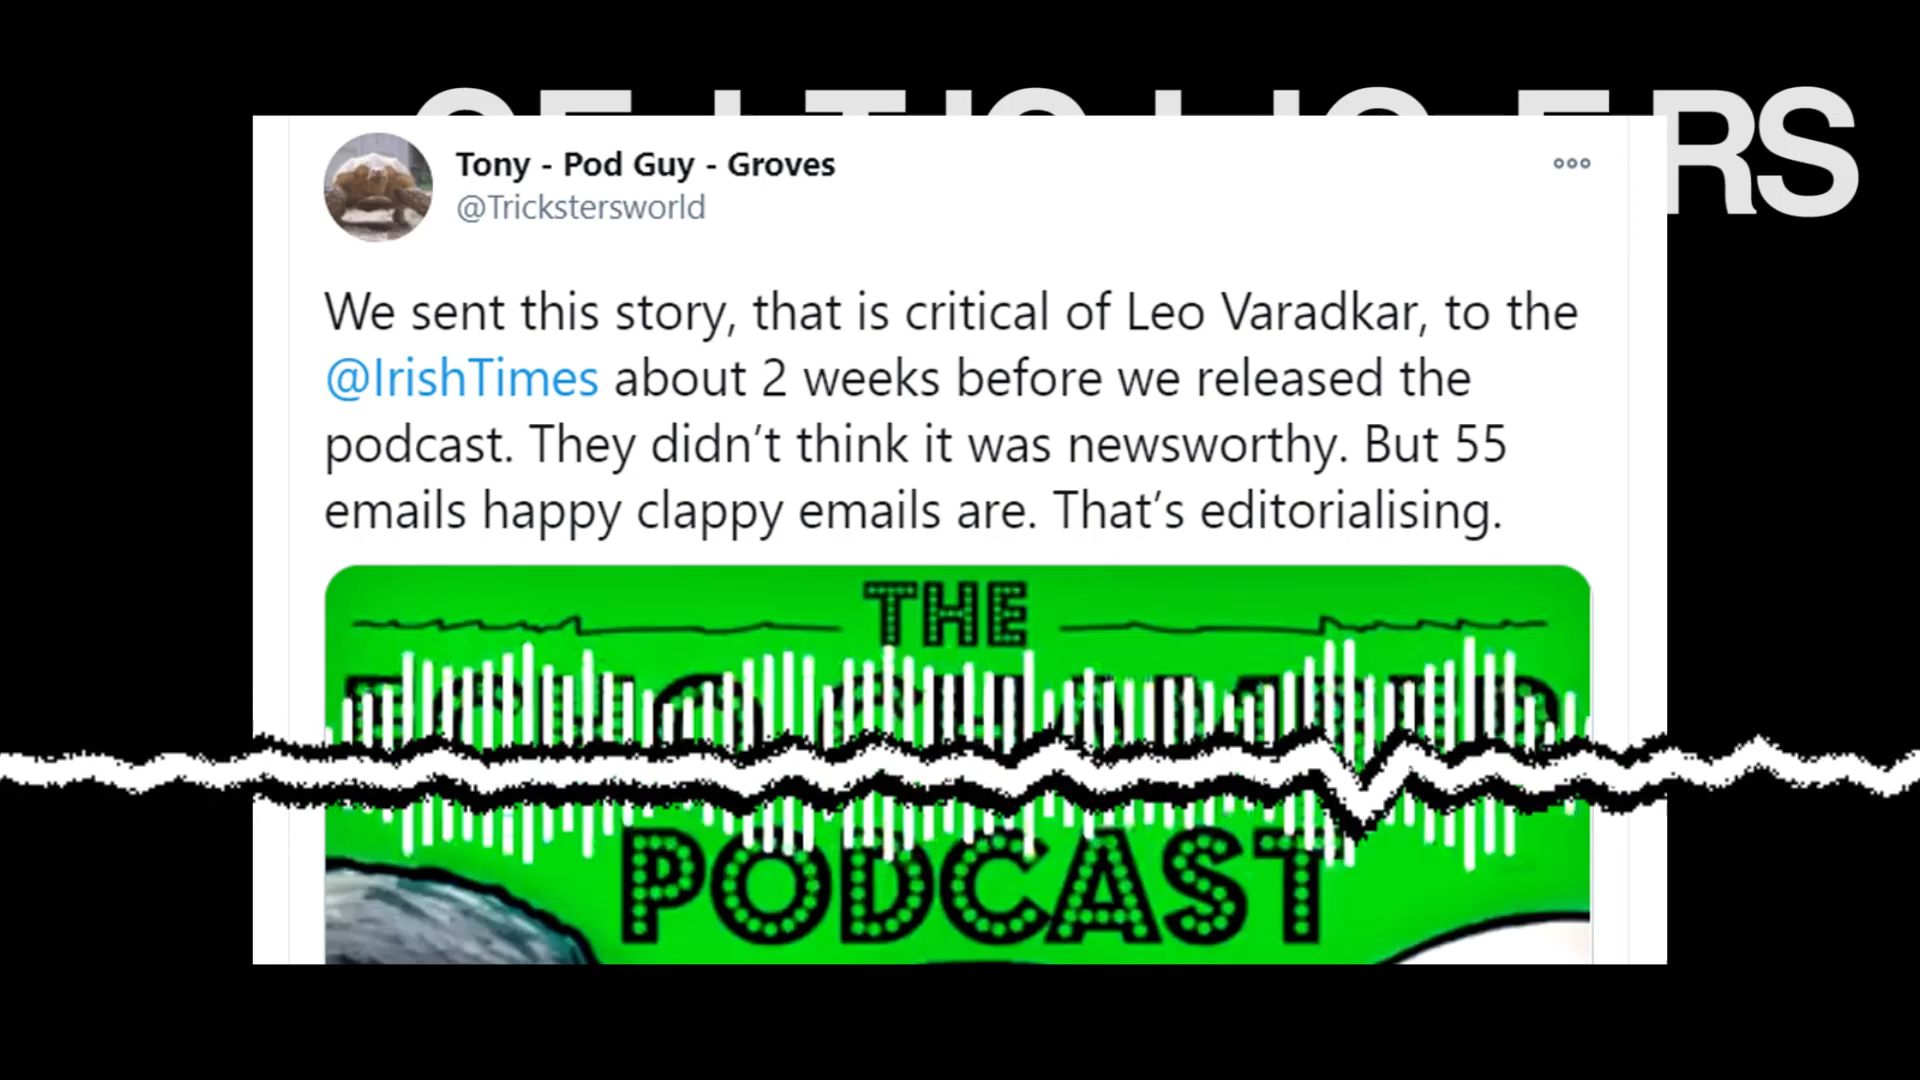 RS
Tony - Pod Guy - Groves
@Trickstersworld
We sent this story, that is critical of Leo Varadkar, to the
@IrishTimes about 2 weeks before we released the
podcast. They didn't think it was newsworthy. But 55
emails happy clappy emails are. That's editorialising.
THE
PODCAST